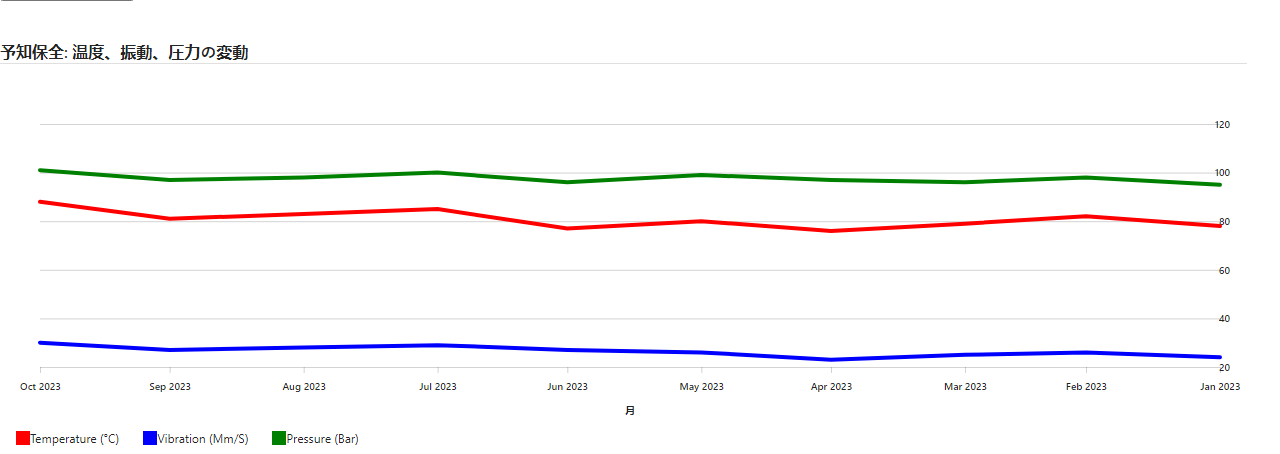 予知保全: 温度、振動、圧力の変動
120
100
80
60
40
20
Oct 2023 Sep 2023 Aug 2023 Jul 2023 Jun 2023 May 2023 Apr 2023 Mar 2023 Feb 2023 Jan 2023
月
Temperature (°C) Vibration (Mm/S) Pressure (Bar)